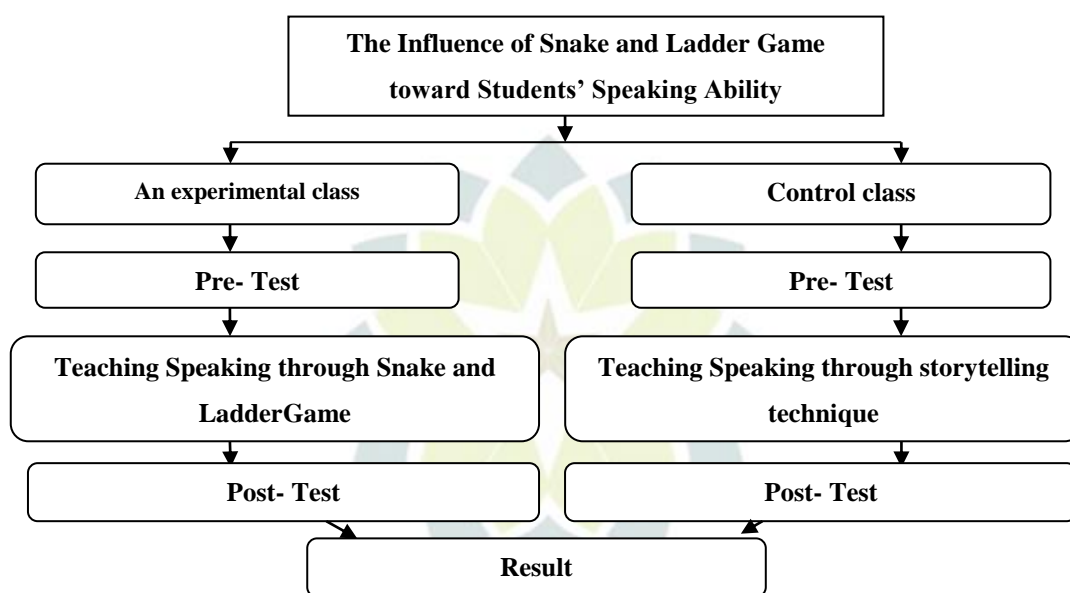 The Influence of Snake and Ladder Game
toward Students’ Speaking Ability
An experimental class
Control class
Pre- Test
Pre- Test
Teaching Speaking through Snake and
LadderGame
Teaching Speaking through storytelling
technique
Post- Test
Post- Test
Result